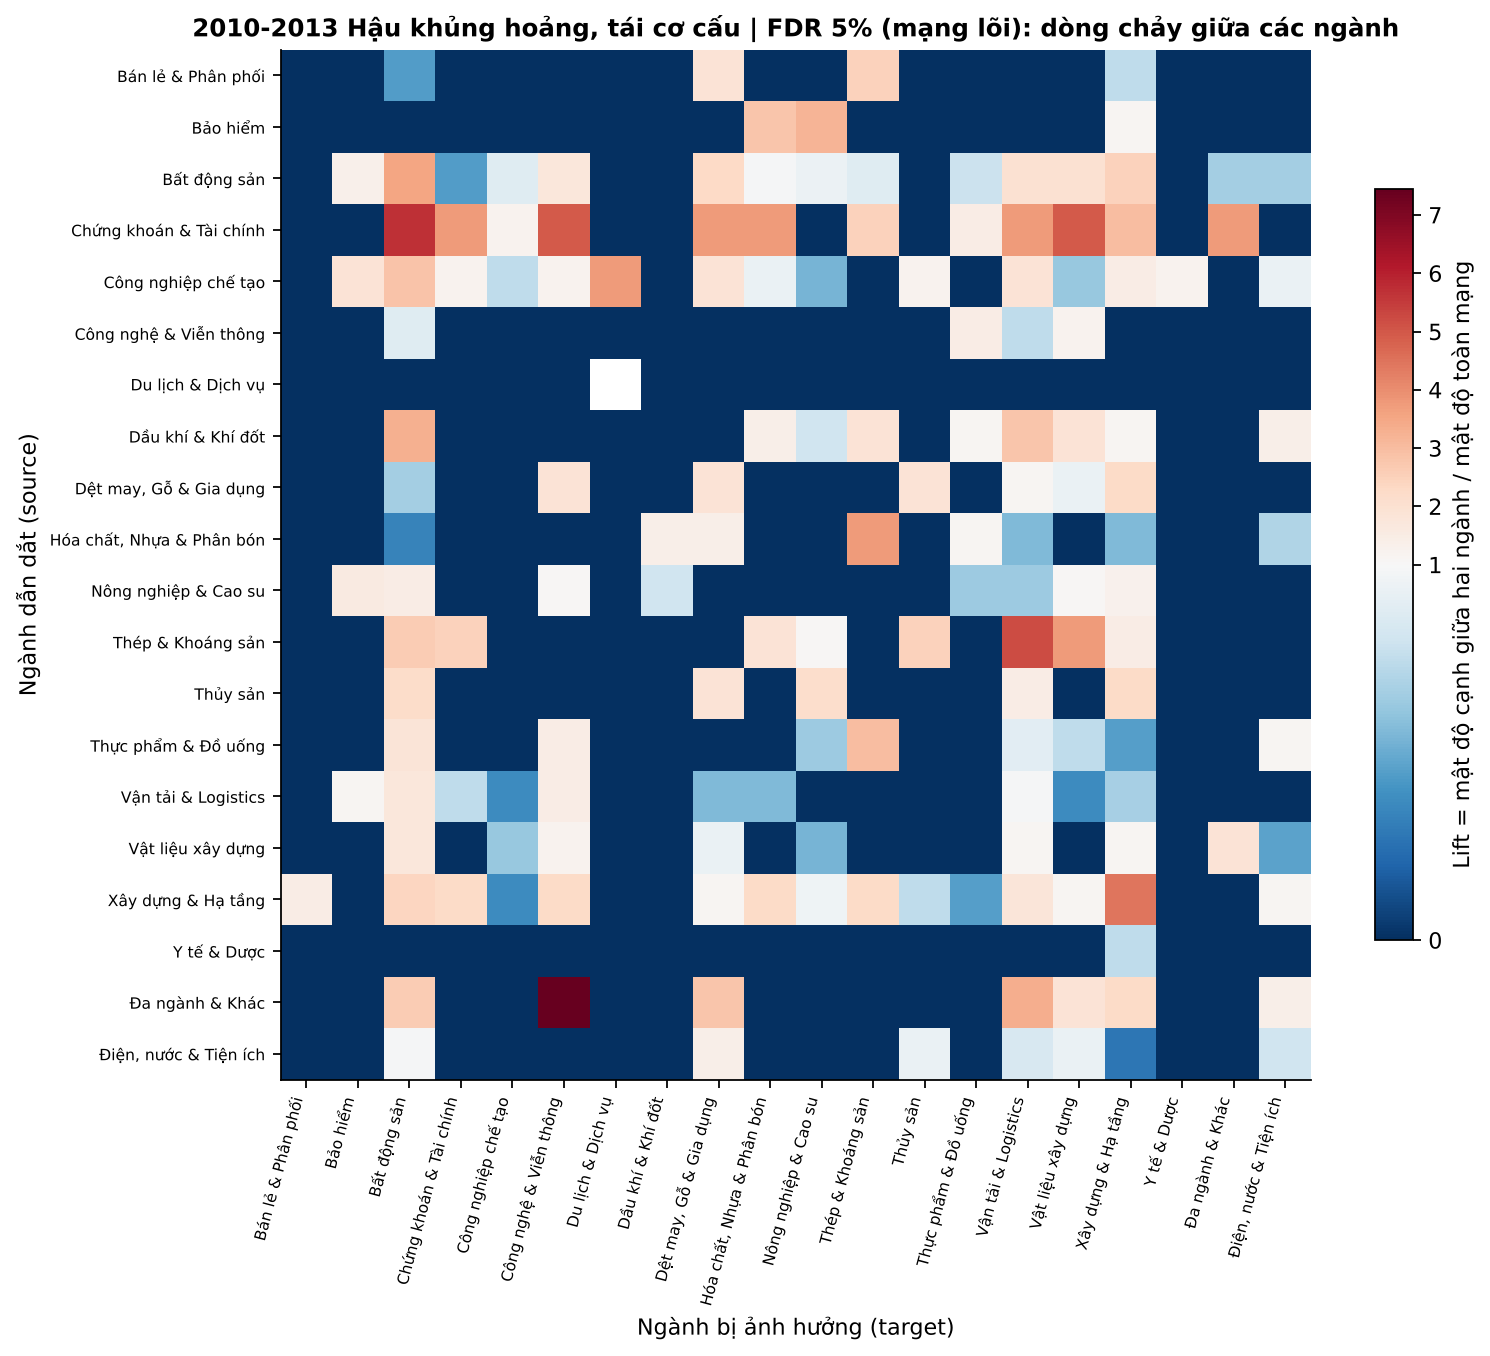 2010-2013 Hậu khủng hoảng, tái cơ cấu | FDR 5% (mạng lõi): dòng chảy giữa các ngành
Ngành dẫn dắt (source)
Bán lẻ & Phân phối
Bảo hiểm
Bất động sản
Chứng khoán & Tài chính
Công nghiệp chế tạo
Công nghệ & Viễn thông
Du lịch & Dịch vụ
Dầu khí & Khí đốt
Dệt may, Gỗ & Gia dụng
Hóa chất, Nhựa & Phân bón
Nông nghiệp & Cao su
Thép & Khoáng sản
Thủy sản
Thực phẩm & Đồ uống
Vận tải & Logistics
Vật liệu xây dựng
Xây dựng & Hạ tầng
Y tế & Dược
Đa ngành & Khác
Điện, nước & Tiện ích
Bán lẻ & Phân phối
Bảo hiểm
Bất động sản
Chứng khoán & Tài chính
Công nghiệp chế tạo
Công nghệ & Viễn thông
Du lịch & Dịch vụ
Dầu khí & Khí đốt
Dệt may, Gỗ & Gia dụng
Hóa chất, Nhựa & Phân bón
Nông nghiệp & Cao su
Thép & Khoáng sản
Thủy sản
Thực phẩm & Đồ uống
Vận tải & Logistics
Vật liệu xây dựng
Xây dựng & Hạ tầng
Y tế & Dược
Đa ngành & Khác
Điện, nước & Tiện ích
Ngành bị ảnh hưởng (target)
7
6
5
4
3
2
1
0
Lift = mật độ cạnh giữa hai ngành / mật độ toàn mạng